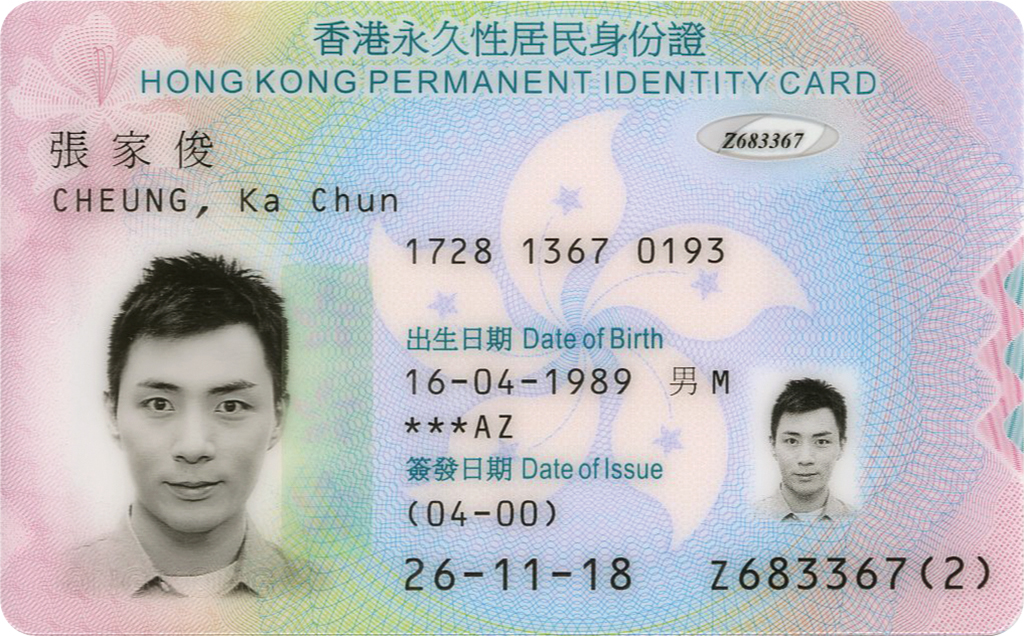 香港永久性居民身份證
HONG KONG PERMANENT IDENTITY CARD
張家俊
Z683367
CHEUNG, Ka Chun
1728 1367 0193
出生日期 Date of Birth
16-04-1989 男 M
***AZ
簽發日期 Date of Issue
(04-00)
26-11-18 Z683367(2)